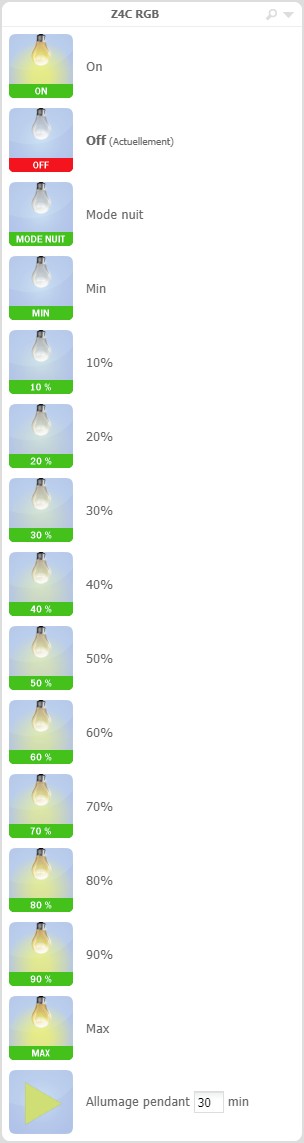 Z4C RGB
ON
On
OFF
Off (Actuellement)
MODE NUIT
Mode nuit
MIN
Min
10 %
10%
20 %
20%
30 %
30%
40 %
40%
50 %
50%
60 %
60%
70 %
70%
80 %
80%
90 %
90%
MAX
Max
Allumage pendant 30 min